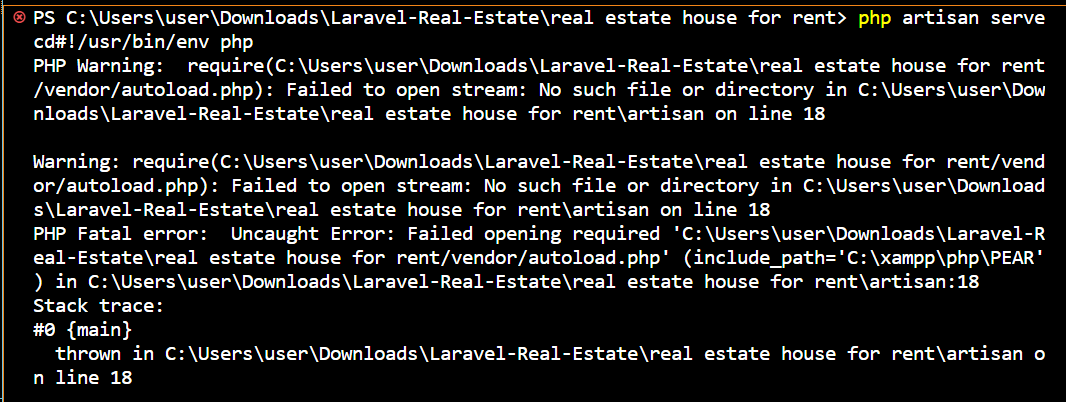 PS C:\Users\user\Downloads\Laravel-Real-Estate\real estate house for rent> php artisan serve
cd#!/usr/bin/env php
PHP Warning:  require(C:\Users\user\Downloads\Laravel-Real-Estate\real estate house for rent
/vendor/autoload.php): Failed to open stream: No such file or directory in C:\Users\user\Dow
nloads\Laravel-Real-Estate\real estate house for rent\artisan on line 18
Warning: require(C:\Users\user\Downloads\Laravel-Real-Estate\real estate house for rent/vend
or/autoload.php): Failed to open stream: No such file or directory in C:\Users\user\Download
s\Laravel-Real-Estate\real estate house for rent\artisan on line 18
PHP Fatal error:  Uncaught Error: Failed opening required 'C:\Users\user\Downloads\Laravel-R
eal-Estate\real estate house for rent/vendor/autoload.php' (include_path='C:\xampp\php\PEAR'
) in C:\Users\user\Downloads\Laravel-Real-Estate\real estate house for rent\artisan:18
Stack trace:
#0 {main}
  thrown in C:\Users\user\Downloads\Laravel-Real-Estate\real estate house for rent\artisan o
n line 18